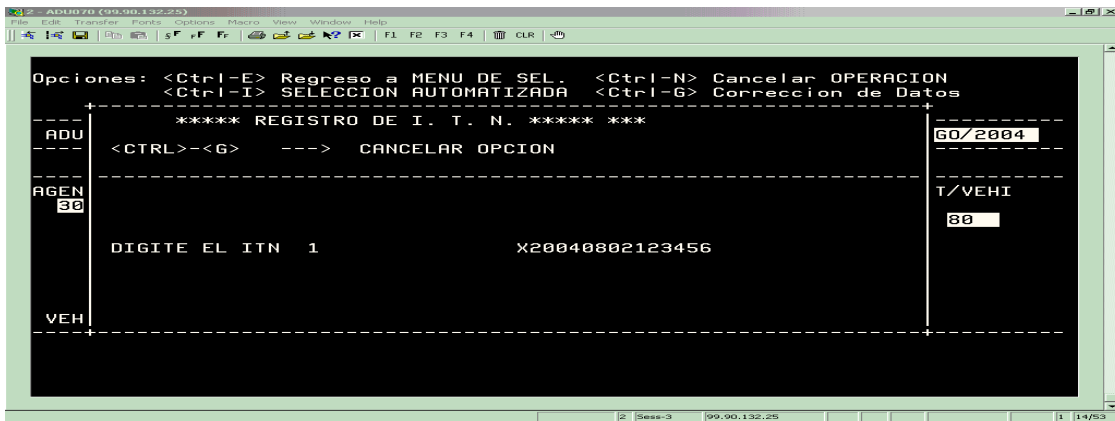 2 - ADU070 (99.90.132.25)
File Edit Transfer Fonts Options Macro View Window Help
F1 F2 F3 F4 CLR
Opciones: <Ctrl-E> Regreso a MENU DE SEL. <Ctrl-N> Cancelar OPERACION
<Ctrl-I> SELECCION AUTOMATIZADA <Ctrl-G> Correccion de Datos
***** REGISTRO DE I. T. N. ***** ***
ADU GO/2004
<CTRL>-<G> ---> CANCELAR OPCION
AGEN T/VEHI
30 80
DIGITE EL ITN 1 X20040802123456
VEH
2 Sess-3 99.90.132.25 1 14/53